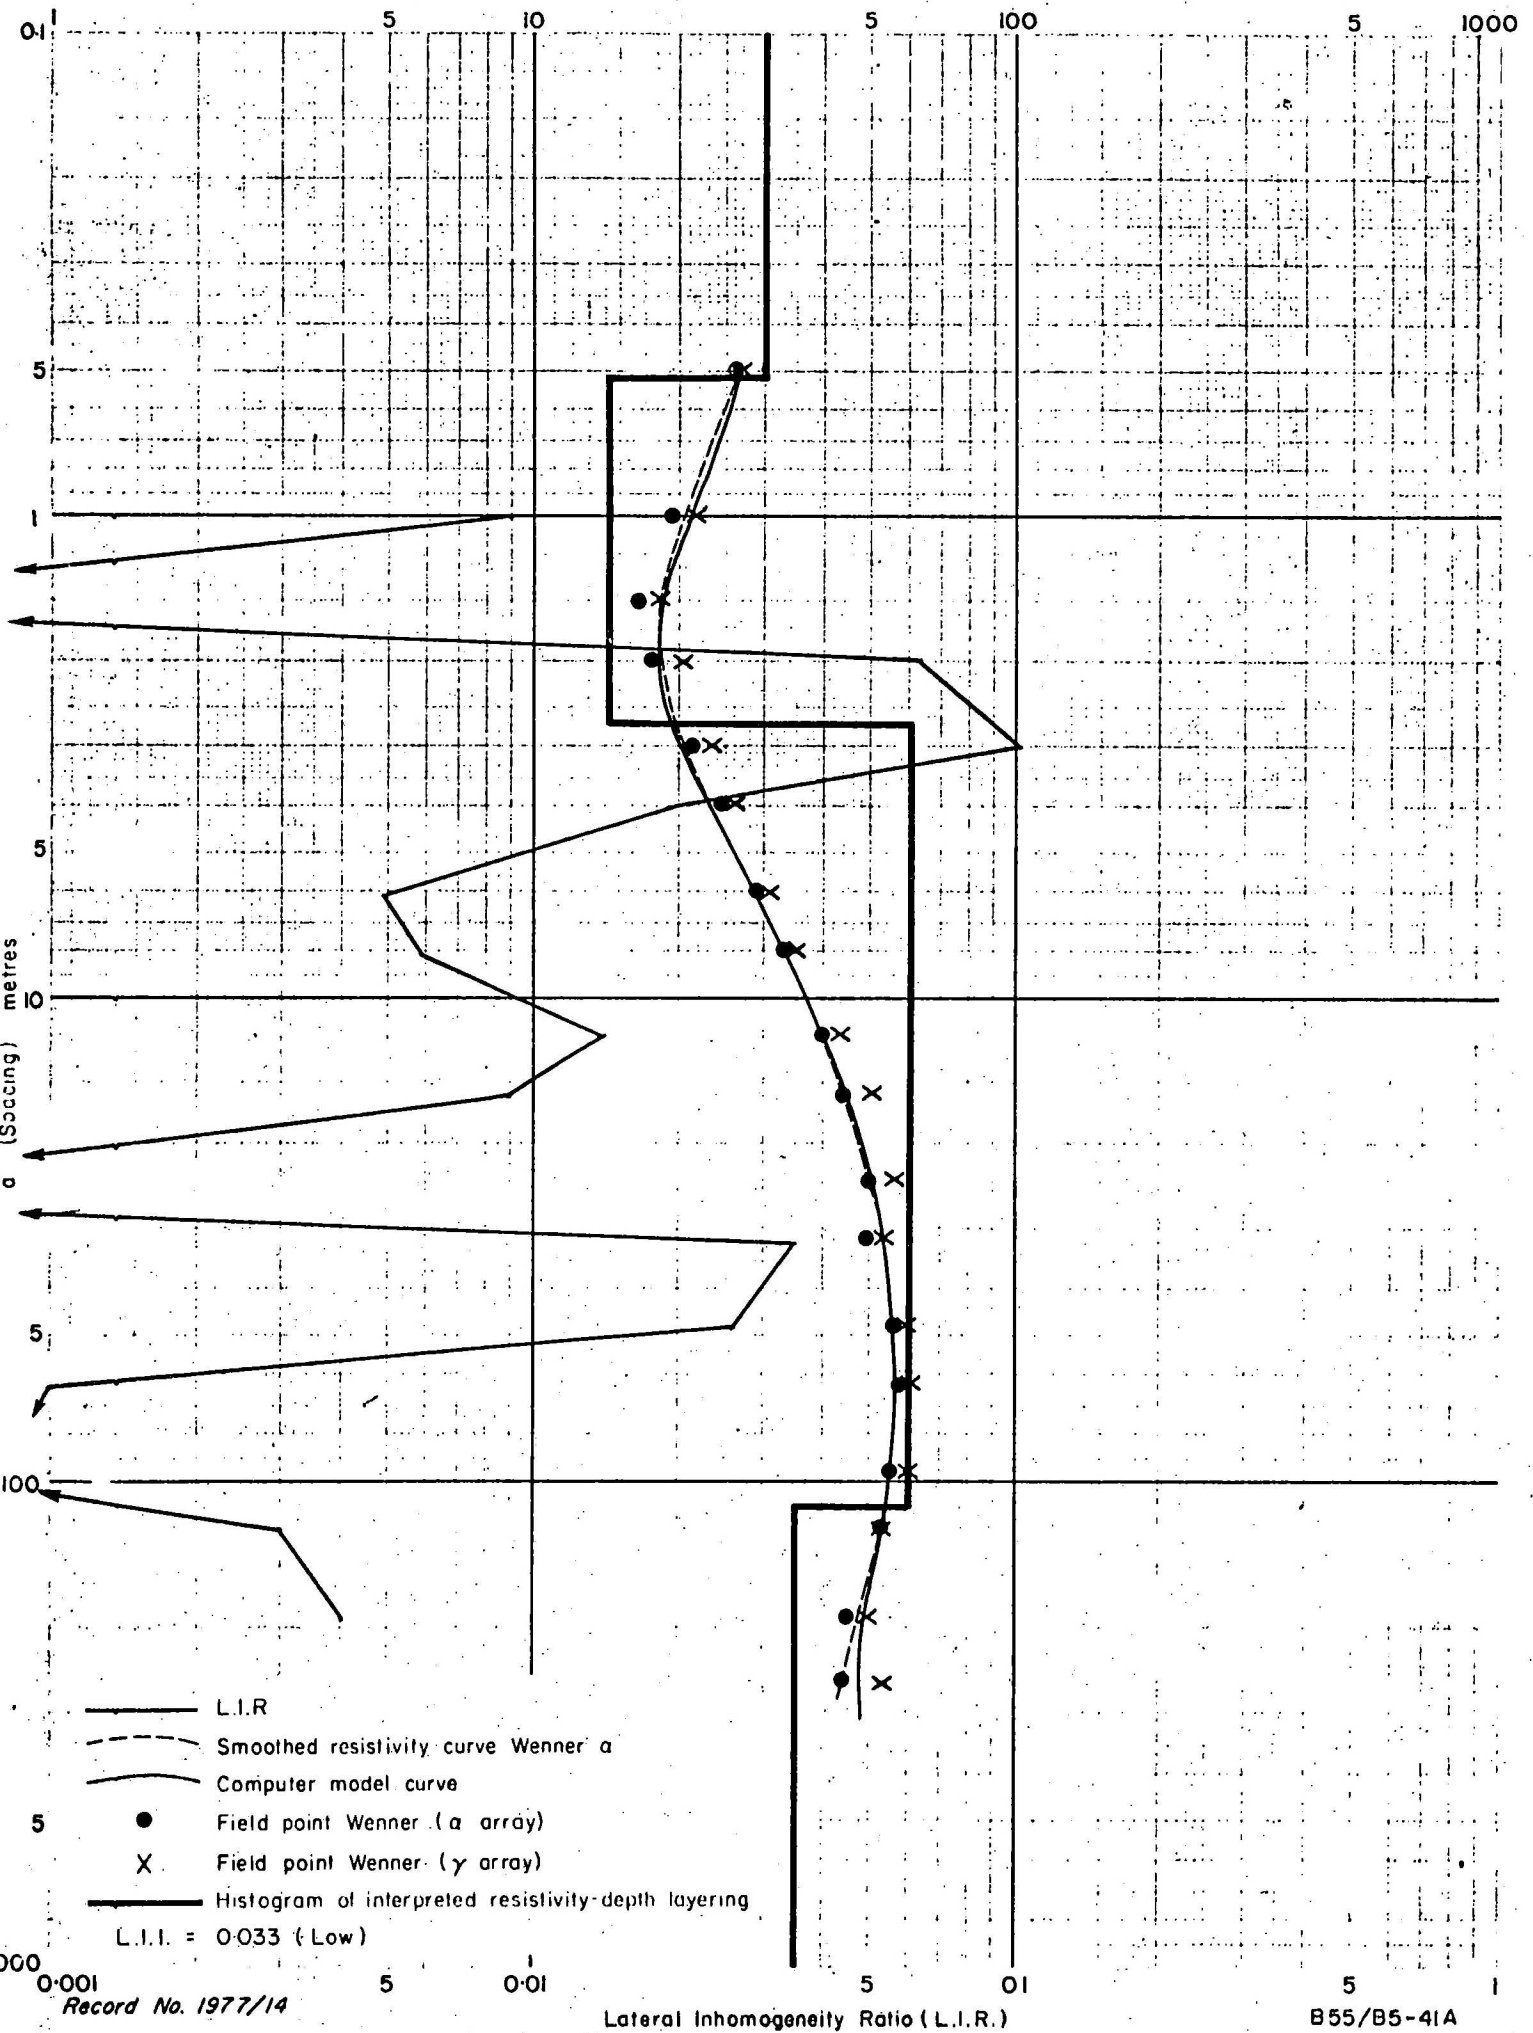 1 5 10 5 100 5 1000
0.1
5
1
5
a (Spacing) metres
10
5
100
L.I.R
Smoothed resistivity curve Wenner α
Computer model curve
5
Field point Wenner (α array)
Field point Wenner (γ array)
Histogram of interpreted resistivity-depth layering
L.I.I. = 0.033 (Low)
000
0.001 5 0.01 5 01 5 1
Record No. 1977/14
Lateral Inhomogeneity Ratio (L.I.R.)
B55/B5-41A